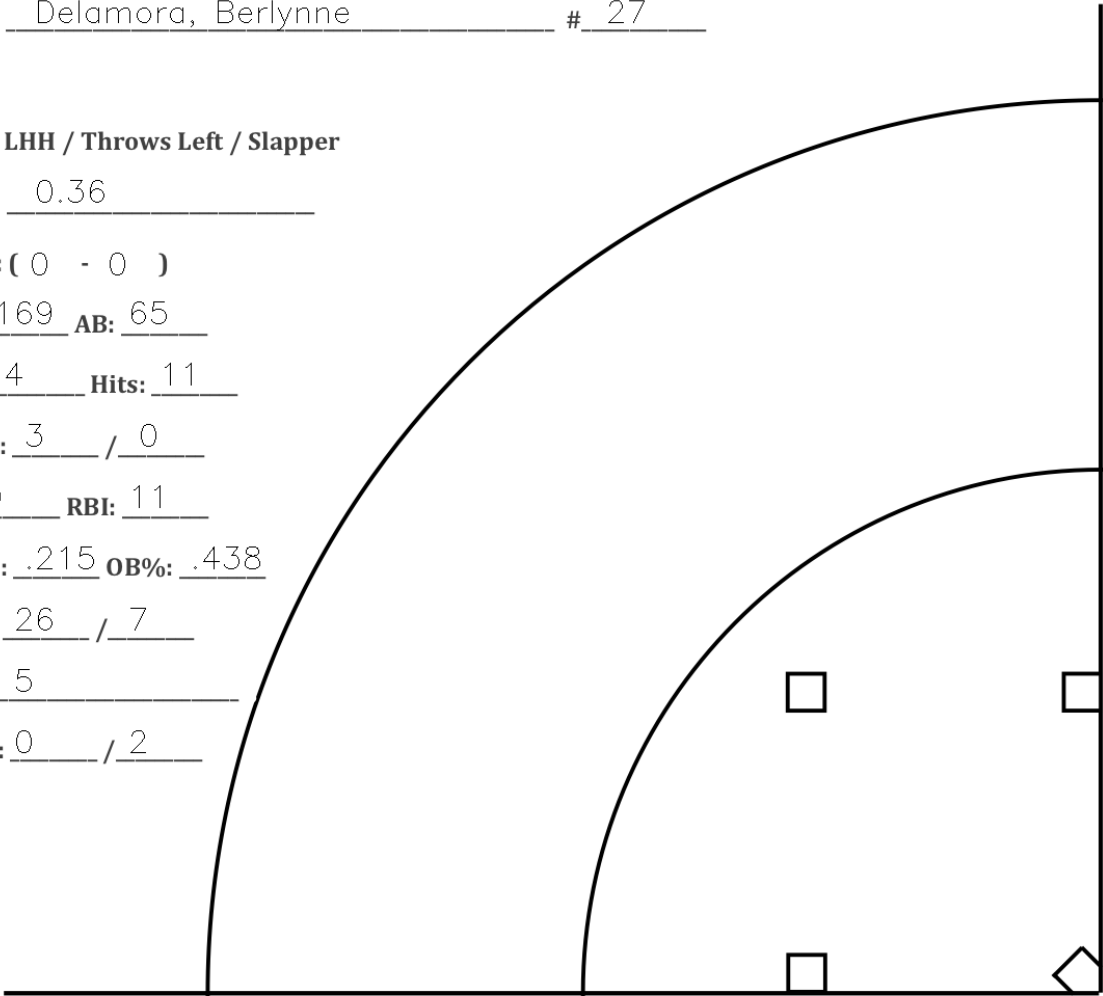 Delamora, Berlynne # 27
LHH / Throws Left / Slapper
0.36
: ( 0 - 0 )
169 AB: 65
4 Hits: 11
: 3 / 0
RBI: 11
: .215 OB%: .438
26 / 7
5
: 0 / 2